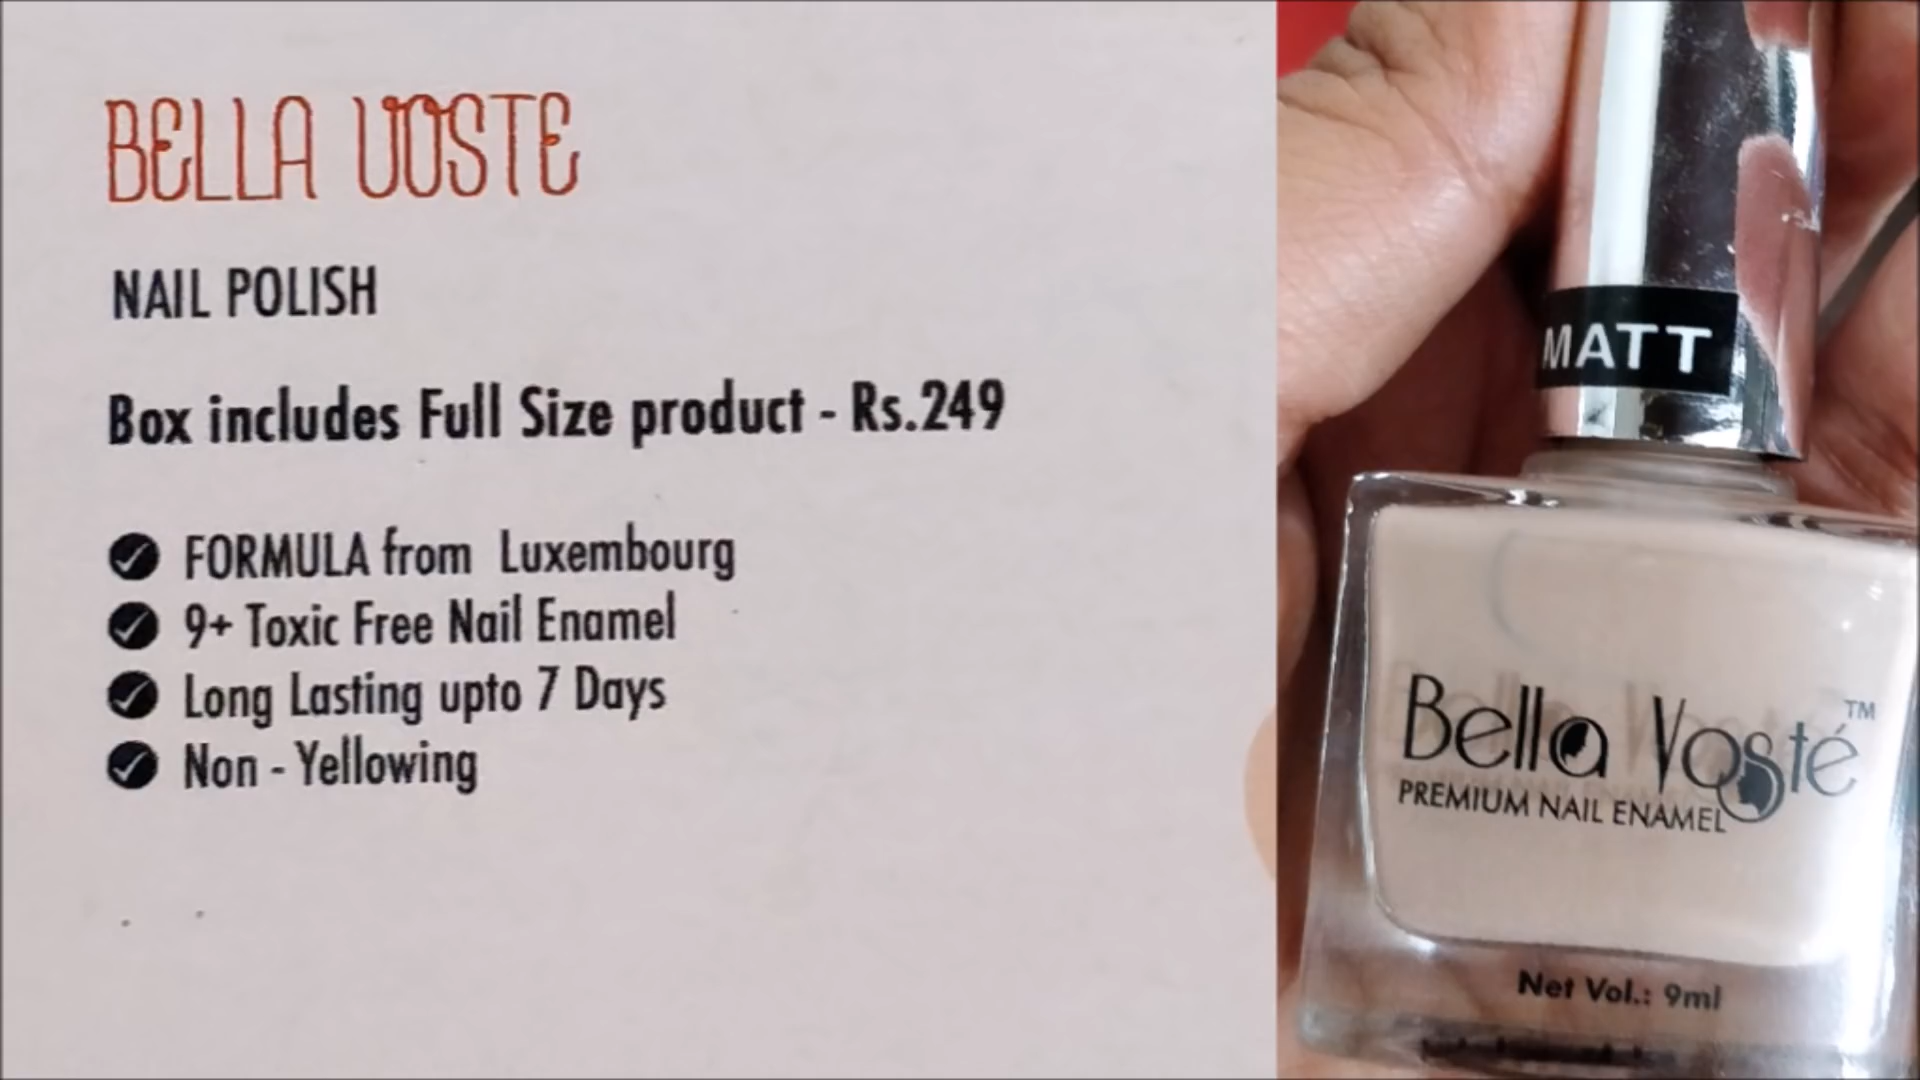 BELLA VOSTE
NAIL POLISH
Box includes Full Size product - Rs.249
FORMULA from Luxembourg
9+ Toxic Free Nail Enamel
Long Lasting upto 7 Days
Non - Yellowing
MATT
Bella Vosté™
PREMIUM NAIL ENAMEL
Net Vol.: 9ml